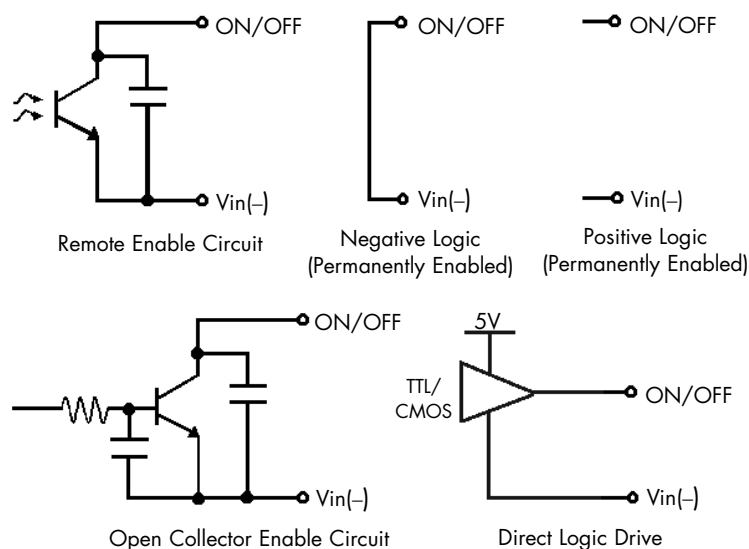 ON/OFF
Vin(–)
Remote Enable Circuit
ON/OFF
Vin(–)
Negative Logic
(Permanently Enabled)
ON/OFF
Vin(–)
Positive Logic
(Permanently Enabled)
ON/OFF
Vin(–)
Open Collector Enable Circuit
5V
TTL/
CMOS
ON/OFF
Vin(–)
Direct Logic Drive